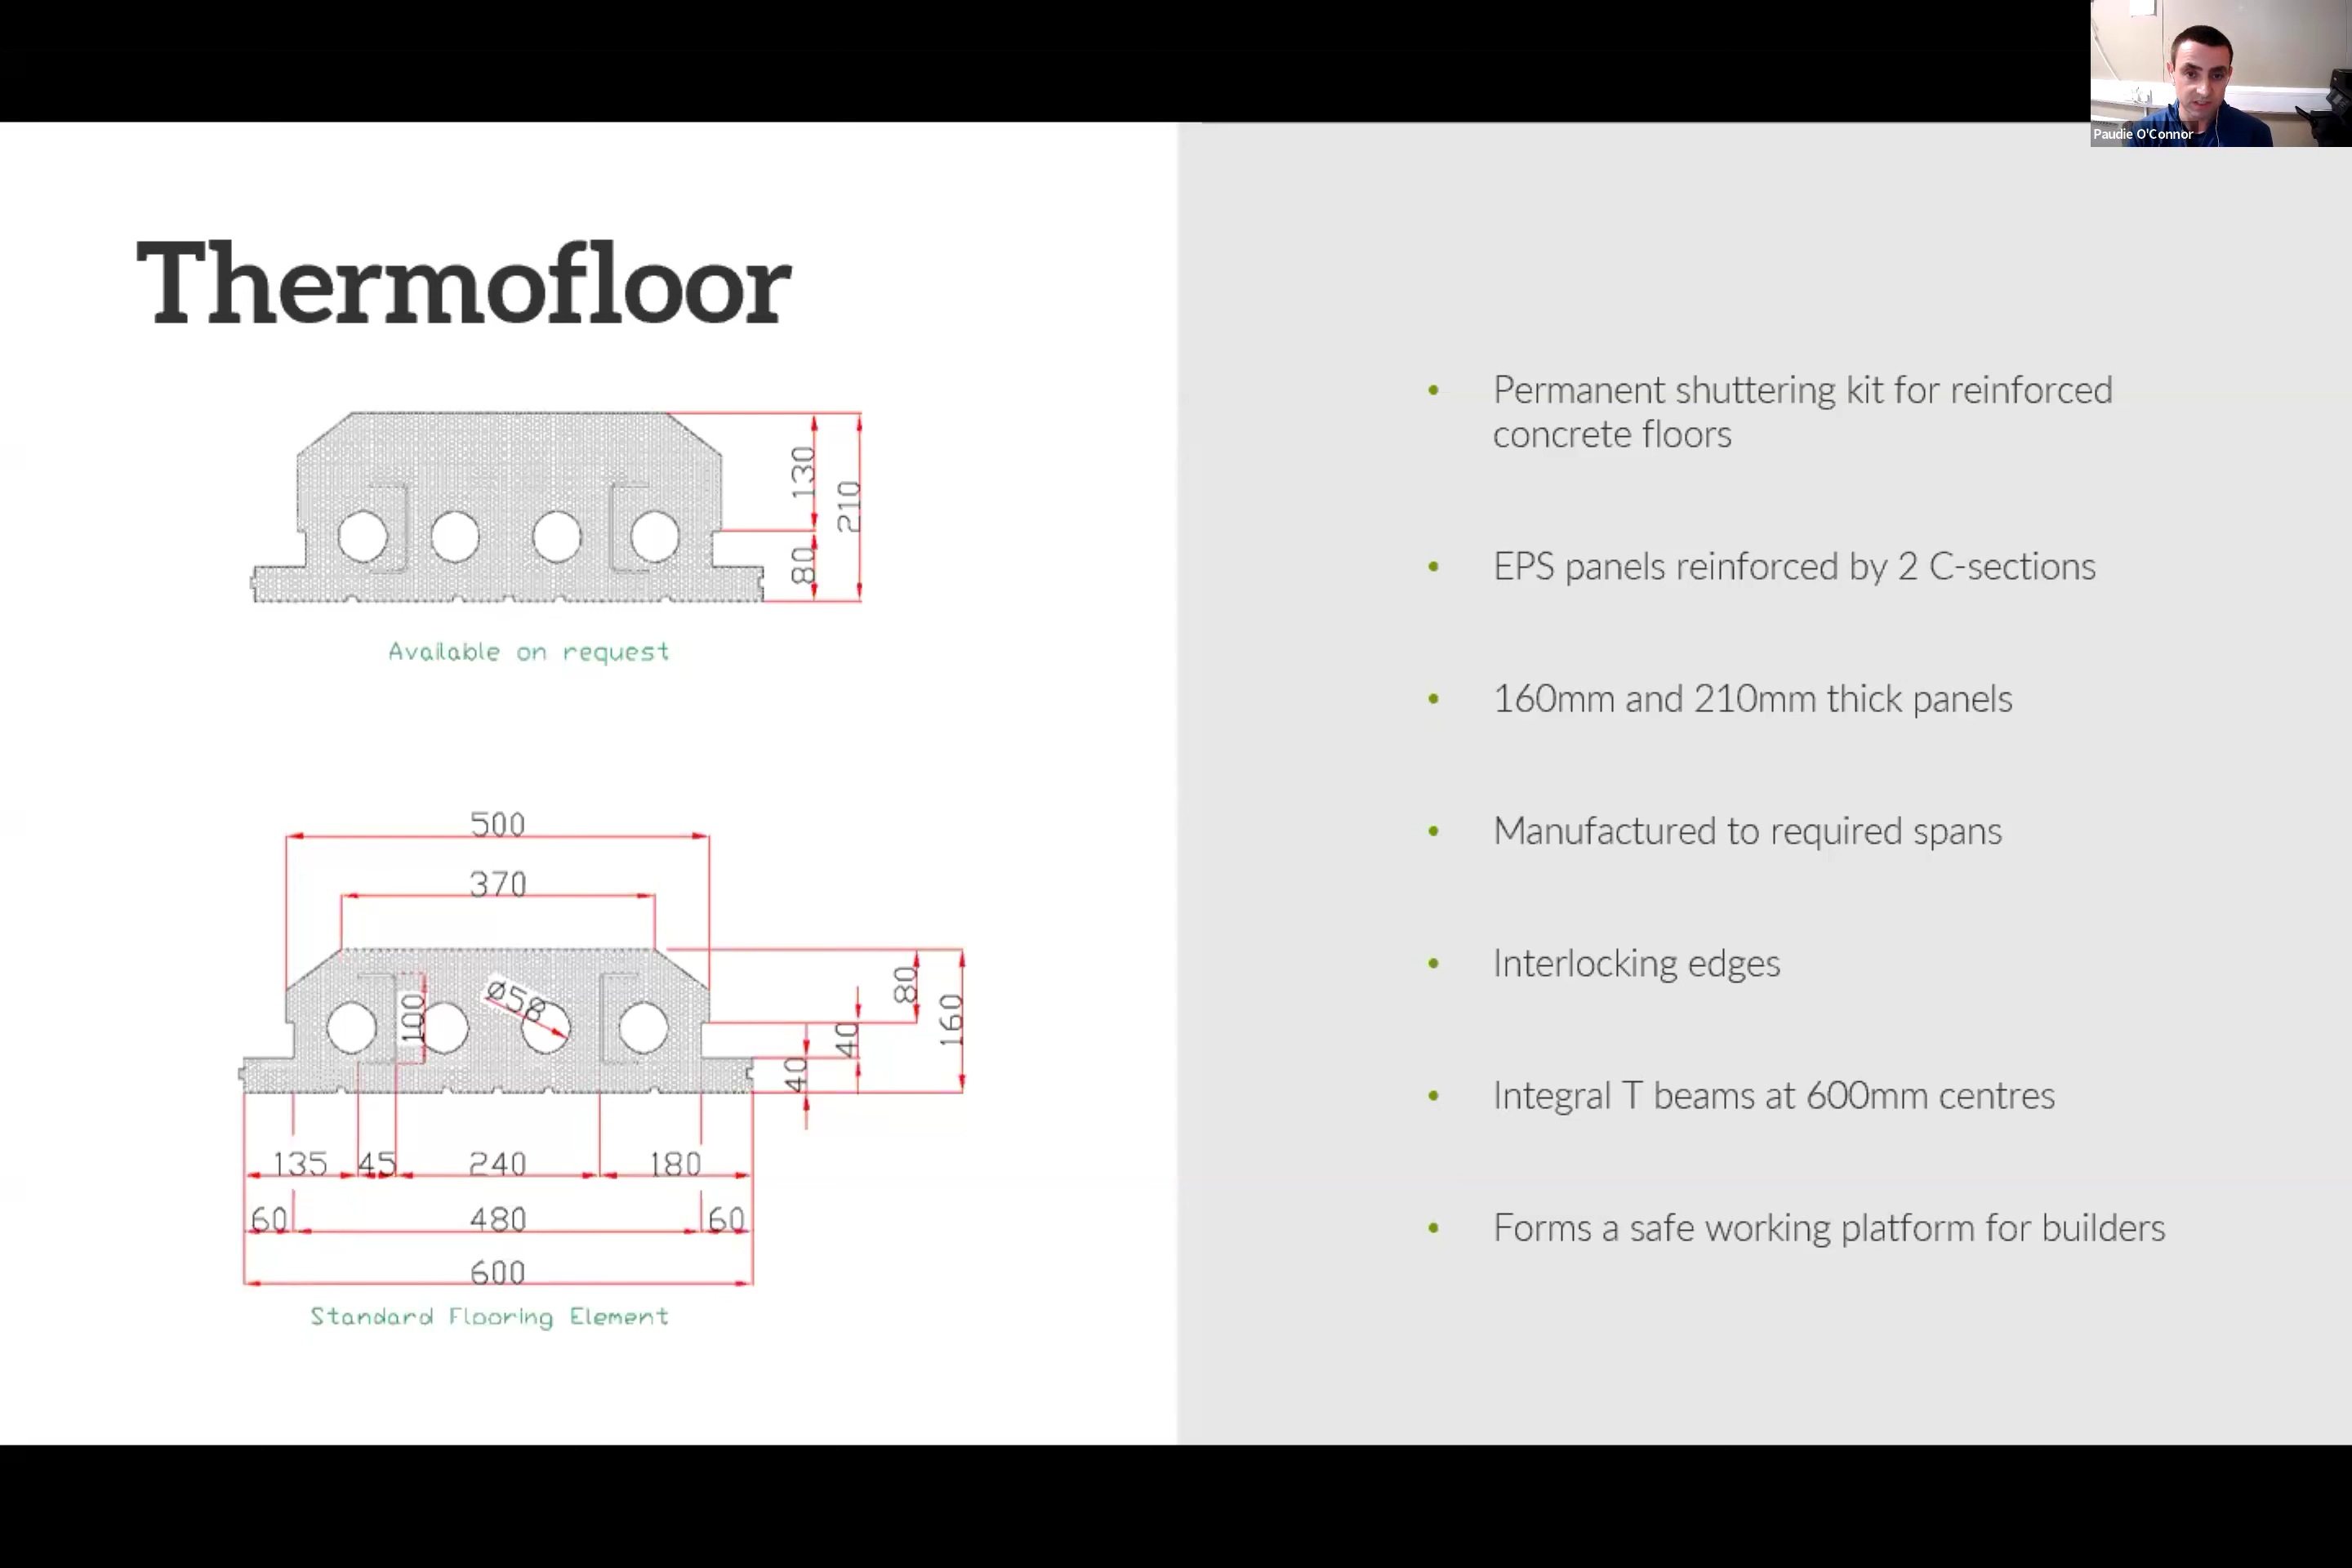 Paudie O'Connor
Thermofloor
130
210
80
Available on request
500
370
80
160
40
40
100
Ø58
135 45 240 180
60 480 60
600
Standard Flooring Element
• Permanent shuttering kit for reinforced
concrete floors
• EPS panels reinforced by 2 C-sections
• 160mm and 210mm thick panels
• Manufactured to required spans
• Interlocking edges
• Integral T beams at 600mm centres
• Forms a safe working platform for builders